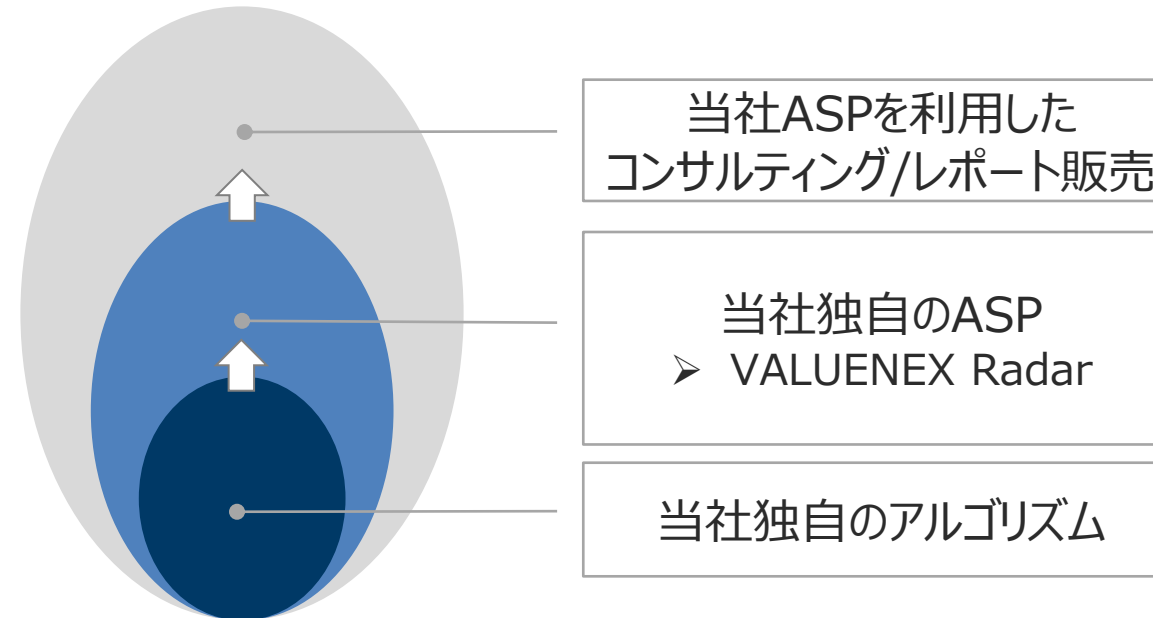 当社ASPを利用した
コンサルティング/レポート販売
当社独自のASP
➢ VALUENEX Radar
当社独自のアルゴリズム